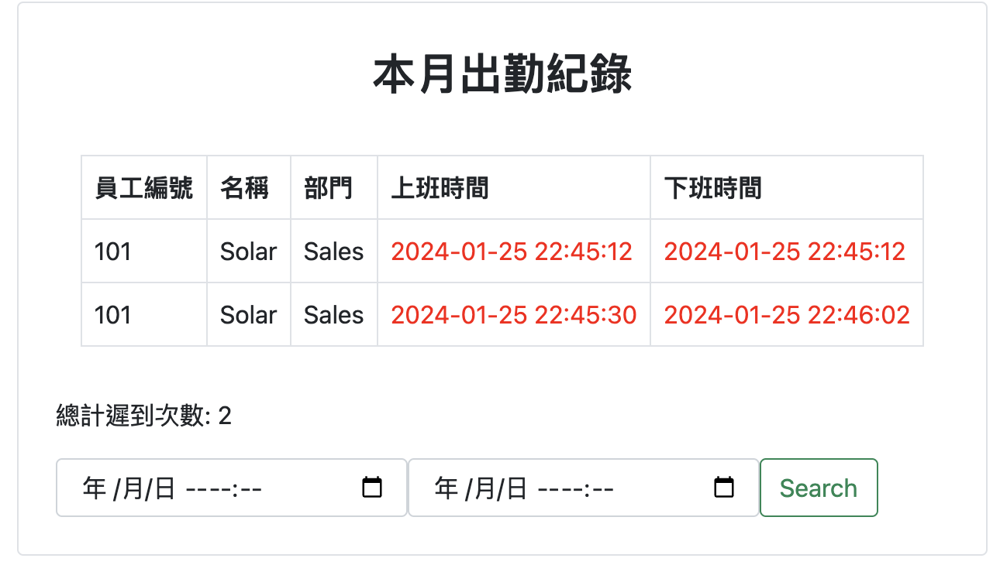 本月出勤紀錄
員工編號 名稱 部門 上班時間 下班時間
101 Solar Sales 2024-01-25 22:45:12 2024-01-25 22:45:12
101 Solar Sales 2024-01-25 22:45:30 2024-01-25 22:46:02
總計遲到次數: 2
年 /月/日 ----:-- 年 /月/日 ----:-- Search